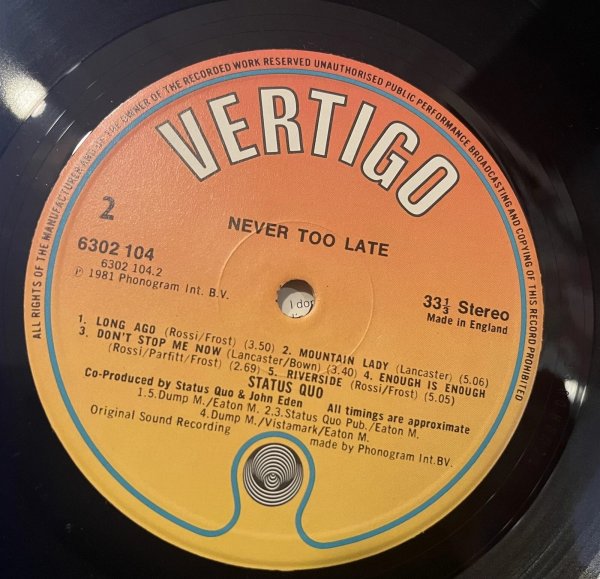 ALL RIGHTS OF THE MANUFACTURER AND OF THE OWNER OF THE RECORDED WORK RESERVED UNAUTHORISED PUBLIC PERFORMANCE BROADCASTING AND COPYING OF THIS RECORD PROHIBITED
VERTIGO
NEVER TOO LATE
2
6302 104
6302 104.2
℗ 1981 Phonogram Int. B.V.
33⅓ Stereo
Made in England
1. LONG AGO (Rossi/Frost) (3.50) 2. MOUNTAIN LADY (Lancaster) (5.06)
3. DON'T STOP ME NOW (Lancaster/Bown) (3.40) 4. ENOUGH IS ENOUGH
(Rossi/Parfitt/Frost) (2.69) 5. RIVERSIDE (Rossi/Frost) (5.05)
STATUS QUO
Co-Produced by Status Quo & John Eden All timings are approximate
1.5.Dump M./Eaton M. 2.3.Status Quo Pub./Eaton M.
4.Dump M./Vistamark/Eaton M.
Original Sound Recording made by Phonogram Int.BV.